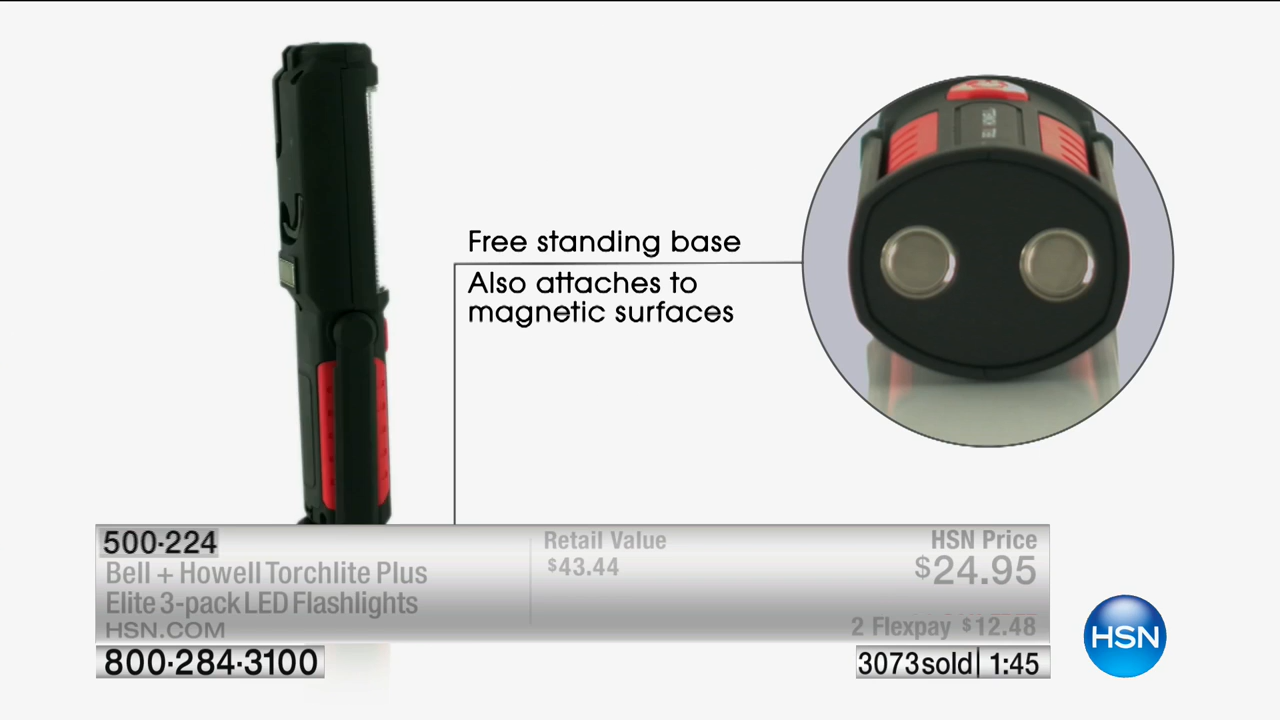 Free standing base
Also attaches to
magnetic surfaces
500·224
Bell + Howell Torchlite Plus
Elite 3-pack LED Flashlights
HSN.COM
Retail Value
$43.44
HSN Price
$24.95
2 Flexpay $12.48
800·284·3100
3073 sold | 1:45
HSN